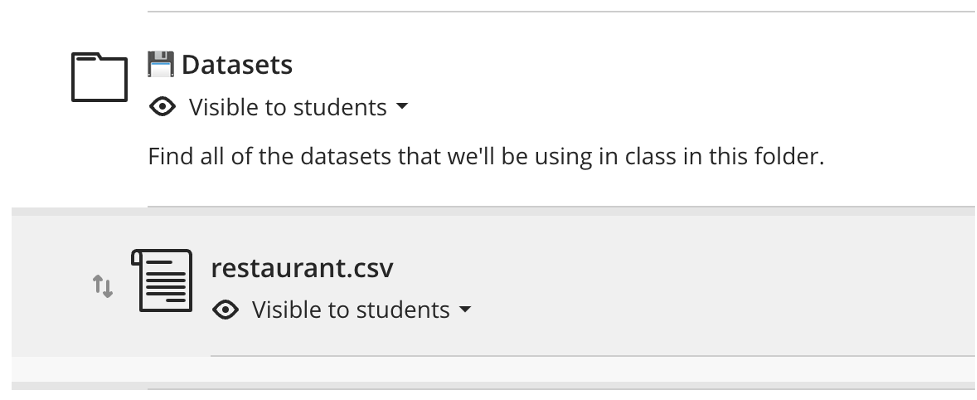 💾 Datasets
Visible to students
Find all of the datasets that we'll be using in class in this folder.
restaurant.csv
Visible to students